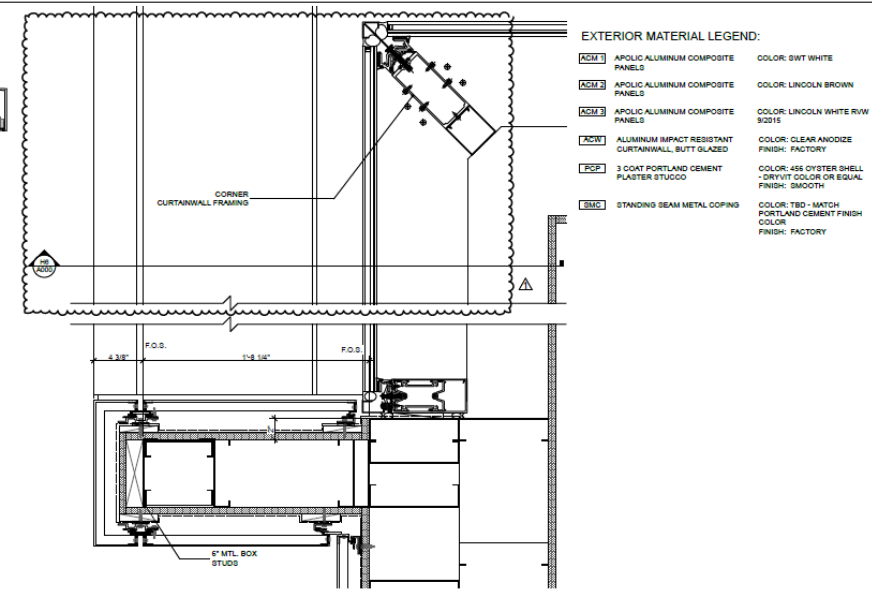 EXTERIOR MATERIAL LEGEND:
ACM 1 APOLIC ALUMINUM COMPOSITE COLOR: SWT WHITE
PANELS
ACM 2 APOLIC ALUMINUM COMPOSITE COLOR: LINCOLN BROWN
PANELS
ACM 3 APOLIC ALUMINUM COMPOSITE COLOR: LINCOLN WHITE RVW
PANELS 9/2015
ACW ALUMINUM IMPACT RESISTANT COLOR: CLEAR ANODIZE
CURTAINWALL, BUTT GLAZED FINISH: FACTORY
PCP 3 COAT PORTLAND CEMENT COLOR: 456 OYSTER SHELL
PLASTER STUCCO - DRYVIT COLOR OR EQUAL
FINISH: SMOOTH
SMC STANDING SEAM METAL COPING COLOR: TBD - MATCH
PORTLAND CEMENT FINISH
COLOR
FINISH: FACTORY
CORNER
CURTAINWALL FRAMING
H6
A600
1
F.O.S.
F.O.S.
4 3/8"
1'-8 1/4"
2"
6" MTL. BOX
STUDS